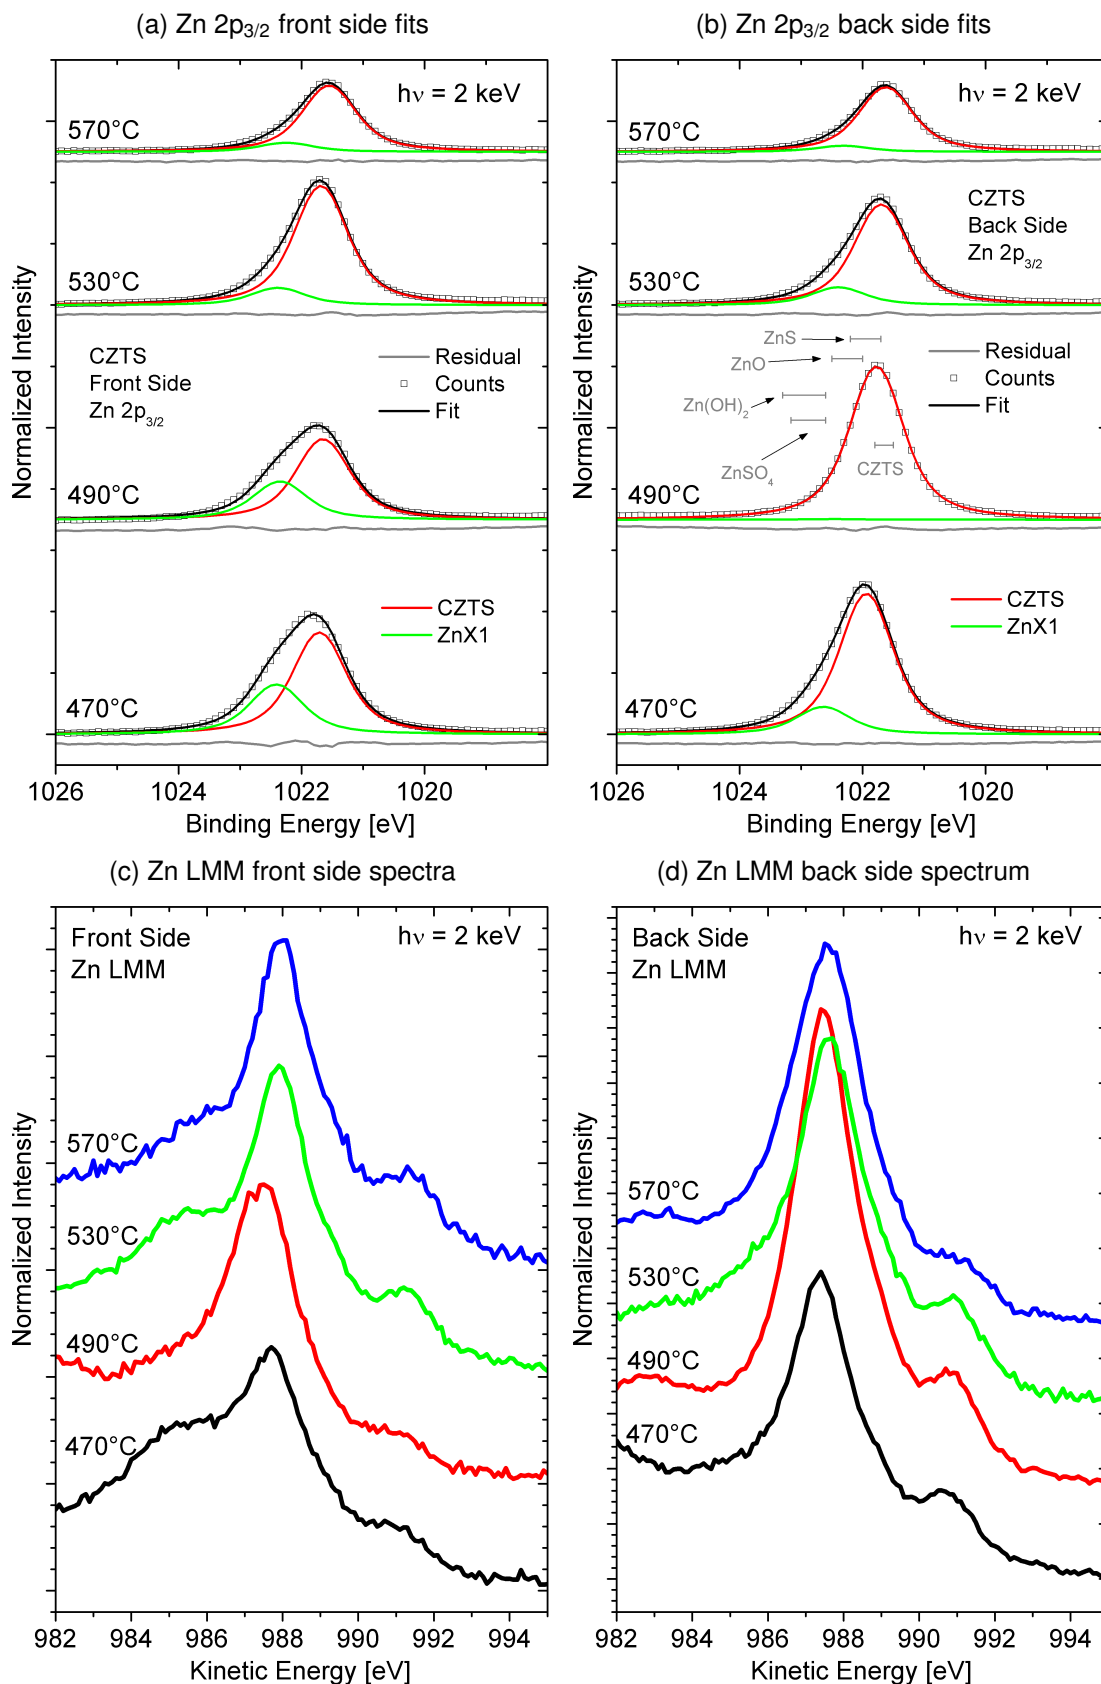 (a) Zn 2p3/2 front side fits
hν = 2 keV
570°C
530°C
CZTS
Front Side
Zn 2p3/2
Residual
Counts
Fit
490°C
CZTS
ZnX1
470°C
Normalized Intensity
1026 1024 1022 1020
Binding Energy [eV]
(b) Zn 2p3/2 back side fits
hν = 2 keV
570°C
CZTS
Back Side
Zn 2p3/2
530°C
ZnS
ZnO
Zn(OH)2
ZnSO4
CZTS
Residual
Counts
Fit
490°C
CZTS
ZnX1
470°C
Normalized Intensity
1026 1024 1022 1020
Binding Energy [eV]
(c) Zn LMM front side spectra
Front Side
Zn LMM
hν = 2 keV
570°C
530°C
490°C
470°C
Normalized Intensity
982 984 986 988 990 992 994
Kinetic Energy [eV]
(d) Zn LMM back side spectrum
Back Side
Zn LMM
hν = 2 keV
570°C
530°C
490°C
470°C
Normalized Intensity
982 984 986 988 990 992 994
Kinetic Energy [eV]